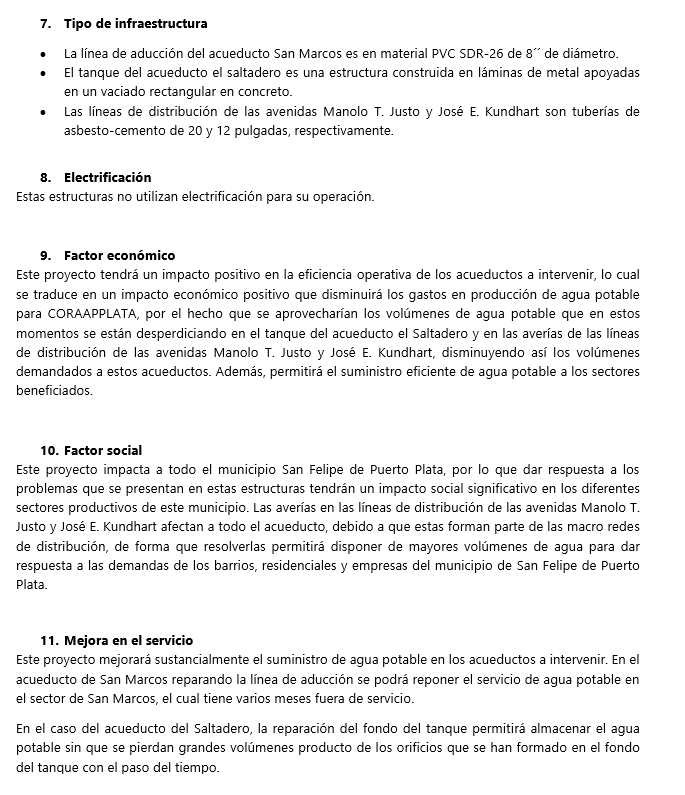 7. Tipo de infraestructura
• La línea de aducción del acueducto San Marcos es en material PVC SDR-26 de 8´´ de diámetro.
• El tanque del acueducto el saltadero es una estructura construida en láminas de metal apoyadas
en un vaciado rectangular en concreto.
• Las líneas de distribución de las avenidas Manolo T. Justo y José E. Kundhart son tuberías de
asbesto-cemento de 20 y 12 pulgadas, respectivamente.
8. Electrificación
Estas estructuras no utilizan electrificación para su operación.
9. Factor económico
Este proyecto tendrá un impacto positivo en la eficiencia operativa de los acueductos a intervenir, lo cual
se traduce en un impacto económico positivo que disminuirá los gastos en producción de agua potable
para CORAAPPLATA, por el hecho que se aprovecharían los volúmenes de agua potable que en estos
momentos se están desperdiciando en el tanque del acueducto el Saltadero y en las averías de las líneas
de distribución de las avenidas Manolo T. Justo y José E. Kundhart, disminuyendo así los volúmenes
demandados a estos acueductos. Además, permitirá el suministro eficiente de agua potable a los sectores
beneficiados.
10. Factor social
Este proyecto impacta a todo el municipio San Felipe de Puerto Plata, por lo que dar respuesta a los
problemas que se presentan en estas estructuras tendrán un impacto social significativo en los diferentes
sectores productivos de este municipio. Las averías en las líneas de distribución de las avenidas Manolo T.
Justo y José E. Kundhart afectan a todo el acueducto, debido a que estas forman parte de las macro redes
de distribución, de forma que resolverlas permitirá disponer de mayores volúmenes de agua para dar
respuesta a las demandas de los barrios, residenciales y empresas del municipio de San Felipe de Puerto
Plata.
11. Mejora en el servicio
Este proyecto mejorará sustancialmente el suministro de agua potable en los acueductos a intervenir. En el
acueducto de San Marcos reparando la línea de aducción se podrá reponer el servicio de agua potable en
el sector de San Marcos, el cual tiene varios meses fuera de servicio.
En el caso del acueducto del Saltadero, la reparación del fondo del tanque permitirá almacenar el agua
potable sin que se pierdan grandes volúmenes producto de los orificios que se han formado en el fondo
del tanque con el paso del tiempo.